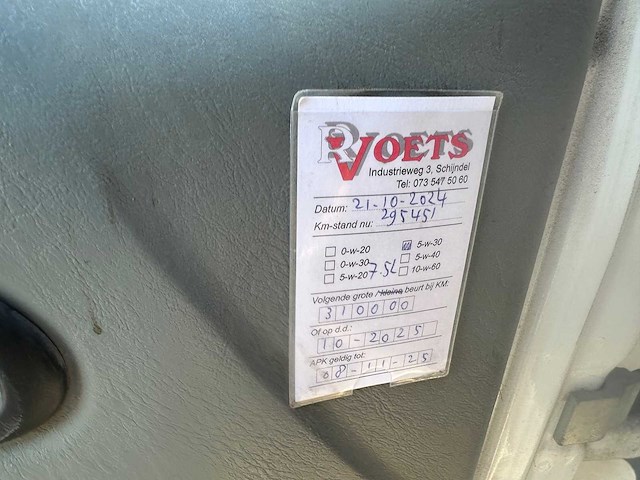 RV VOETS
Industrieweg 3, Schijndel
Tel: 073 547 50 60
Datum: 21-10-2024
Km-stand nu: 295451
0-w-20 5-w-30
0-w-30 5-w-40
5-w-20 7.5L 10-w-60
Volgende grote / kleine beurt bij KM:
310000
Of op d.d.:
10-2025
APK geldig tot:
08-11-25